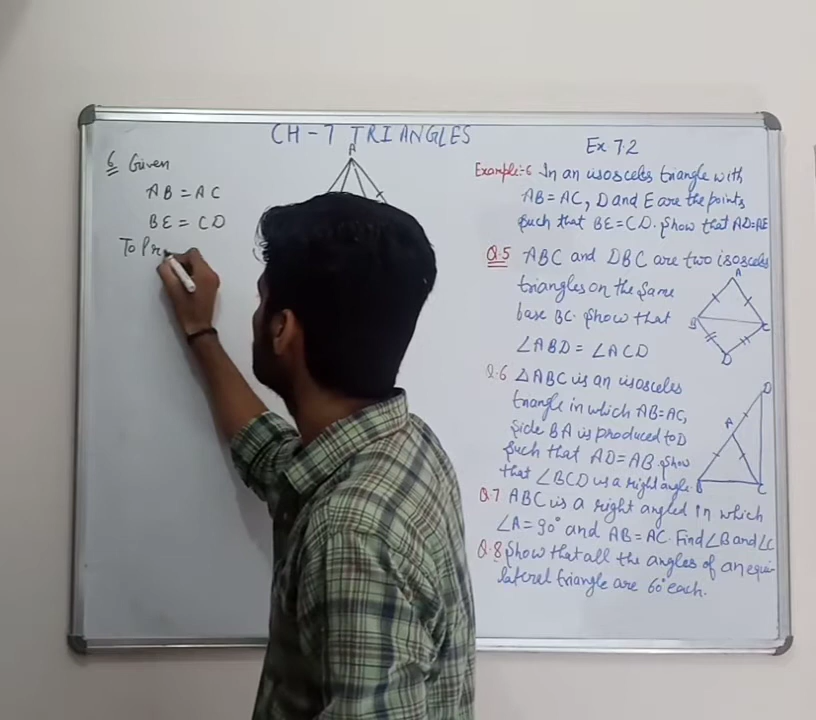 CH-7 TRIANGLES
6 Given
AB = AC
BE = CD
To Pr
A
Ex 7.2
Example:-6 In an isosceles triangle with
AB = AC, D and E are the points
such that BE = CD. Show that AD=AE
Q.5 ABC and DBC are two isosceles
triangles on the same
base BC. Show that
∠ABD = ∠ACD
A
B
C
D
Q.6 △ABC is an isosceles
triangle in which AB=AC,
side BA is produced to D
such that AD=AB. Show
that ∠BCD is a right angle.
D
A
B
C
Q.7 ABC is a right angled in which
∠A = 90° and AB = AC. Find ∠B and ∠C
Q.8 Show that all the angles of an equi-
lateral triangle are 60° each.